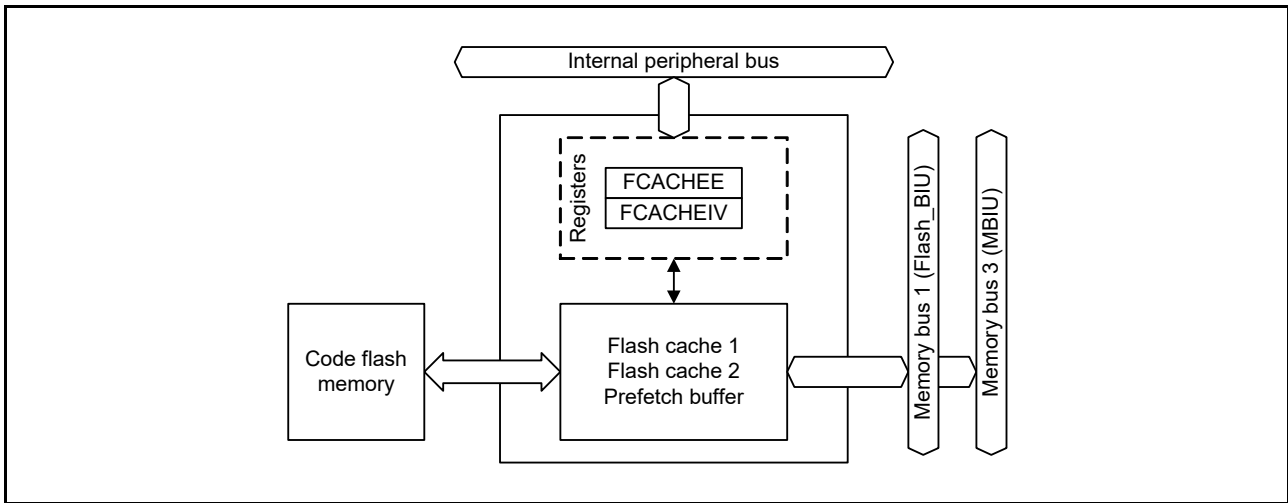 Internal peripheral bus
Registers
FCACHEE
FCACHEIV
Code flash
memory
Flash cache 1
Flash cache 2
Prefetch buffer
Memory bus 1 (Flash_BIU)
Memory bus 3 (MBIU)